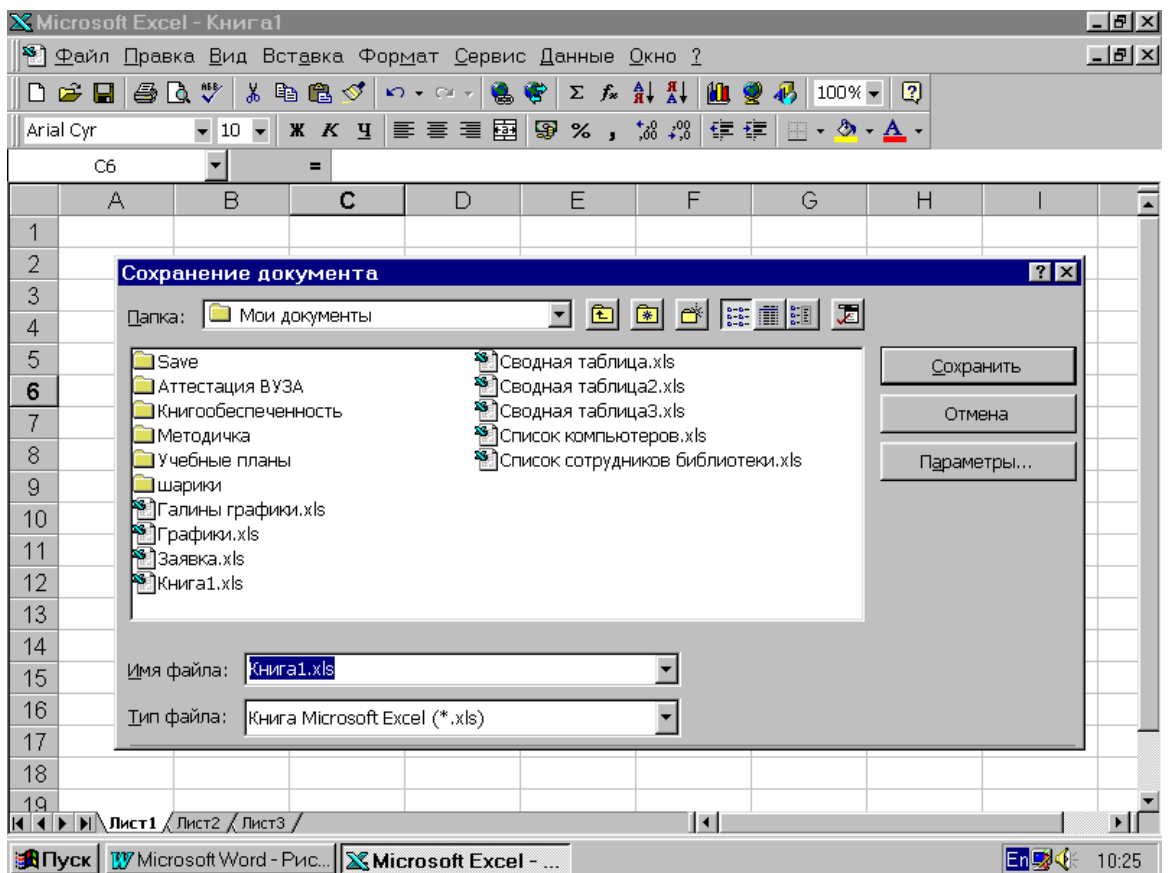 Microsoft Excel - Книга1
Файл Правка Вид Вставка Формат Сервис Данные Окно ?
100%
Arial Cyr 10 Ж К Ч %
C6 =
A B C D E F G H I
1
2
Сохранение документа
3
Папка: Мои документы
4
5
Save
Аттестация ВУЗА
Книгообеспеченность
Методичка
Учебные планы
шарики
Галины графики.xls
Графики.xls
Заявка.xls
Книга1.xls
Сводная таблица.xls
Сводная таблица2.xls
Сводная таблица3.xls
Список компьютеров.xls
Список сотрудников библиотеки.xls
Сохранить
Отмена
Параметры...
6
7
8
9
10
11
12
13
14
Имя файла: Книга1.xls
15
16
Тип файла: Книга Microsoft Excel (*.xls)
17
18
19
Лист1 Лист2 Лист3
Пуск Microsoft Word - Рис... Microsoft Excel - ... En 10:25